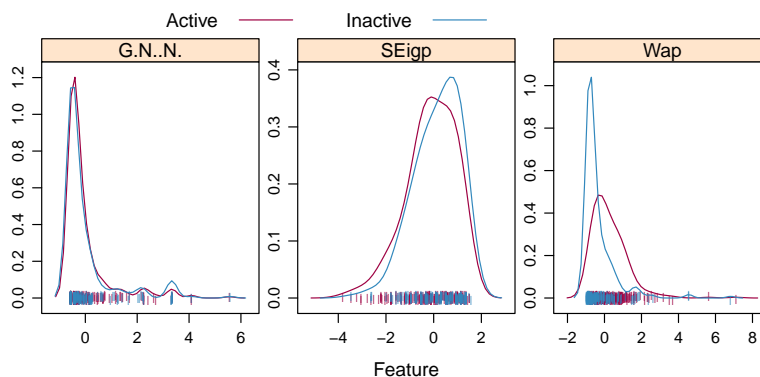 Active Inactive
G.N..N. SEigp Wap
0.0 0.2 0.4 0.6 0.8 1.0 1.2
0 2 4 6
0.0 0.1 0.2 0.3 0.4
−4 −2 0 2
0.0 0.2 0.4 0.6 0.8 1.0
−2 0 2 4 6 8
Feature